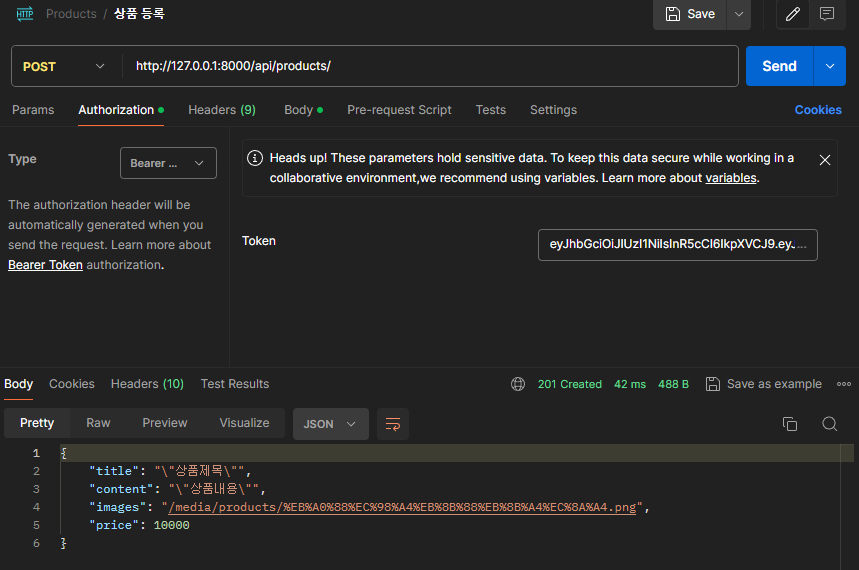 HTTP Products / 상품 등록 Save
POST http://127.0.0.1:8000/api/products/ Send
Params Authorization Headers (9) Body Pre-request Script Tests Settings Cookies
Type Bearer ...
The authorization header will be
automatically generated when you
send the request. Learn more about
Bearer Token authorization.
Heads up! These parameters hold sensitive data. To keep this data secure while working in a
collaborative environment,we recommend using variables. Learn more about variables.
Token eyJhbGciOiJIUzI1NiIsInR5cCI6IkpXVCJ9.eyJ...
Body Cookies Headers (10) Test Results 201 Created 42 ms 488 B Save as example
Pretty Raw Preview Visualize JSON
1 {
2 "title": "\"상품제목\"",
3 "content": "\"상품내용\"",
4 "images": "/media/products/%EB%A0%88%EC%98%A4%EB%8B%88%EB%8B%A4%EC%8A%A4.png",
5 "price": 10000
6 }